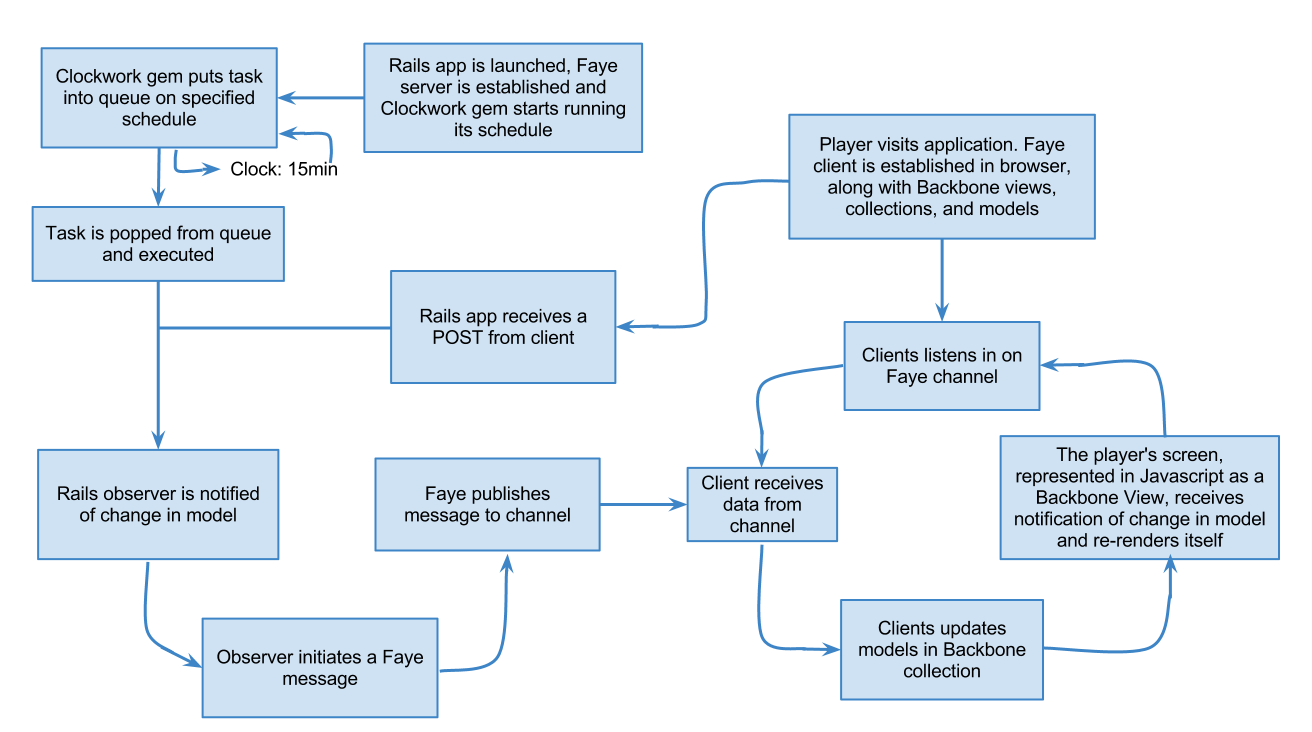 Clockwork gem puts task
into queue on specified
schedule
Rails app is launched, Faye
server is established and
Clockwork gem starts running
its schedule
Clock: 15min
Player visits application. Faye
client is established in browser,
along with Backbone views,
collections, and models
Task is popped from queue
and executed
Rails app receives a
POST from client
Clients listens in on
Faye channel
Rails observer is notified
of change in model
Faye publishes
message to channel
Client receives
data from
channel
The player's screen,
represented in Javascript as a
Backbone View, receives
notification of change in model
and re-renders itself
Observer initiates a Faye
message
Clients updates
models in Backbone
collection